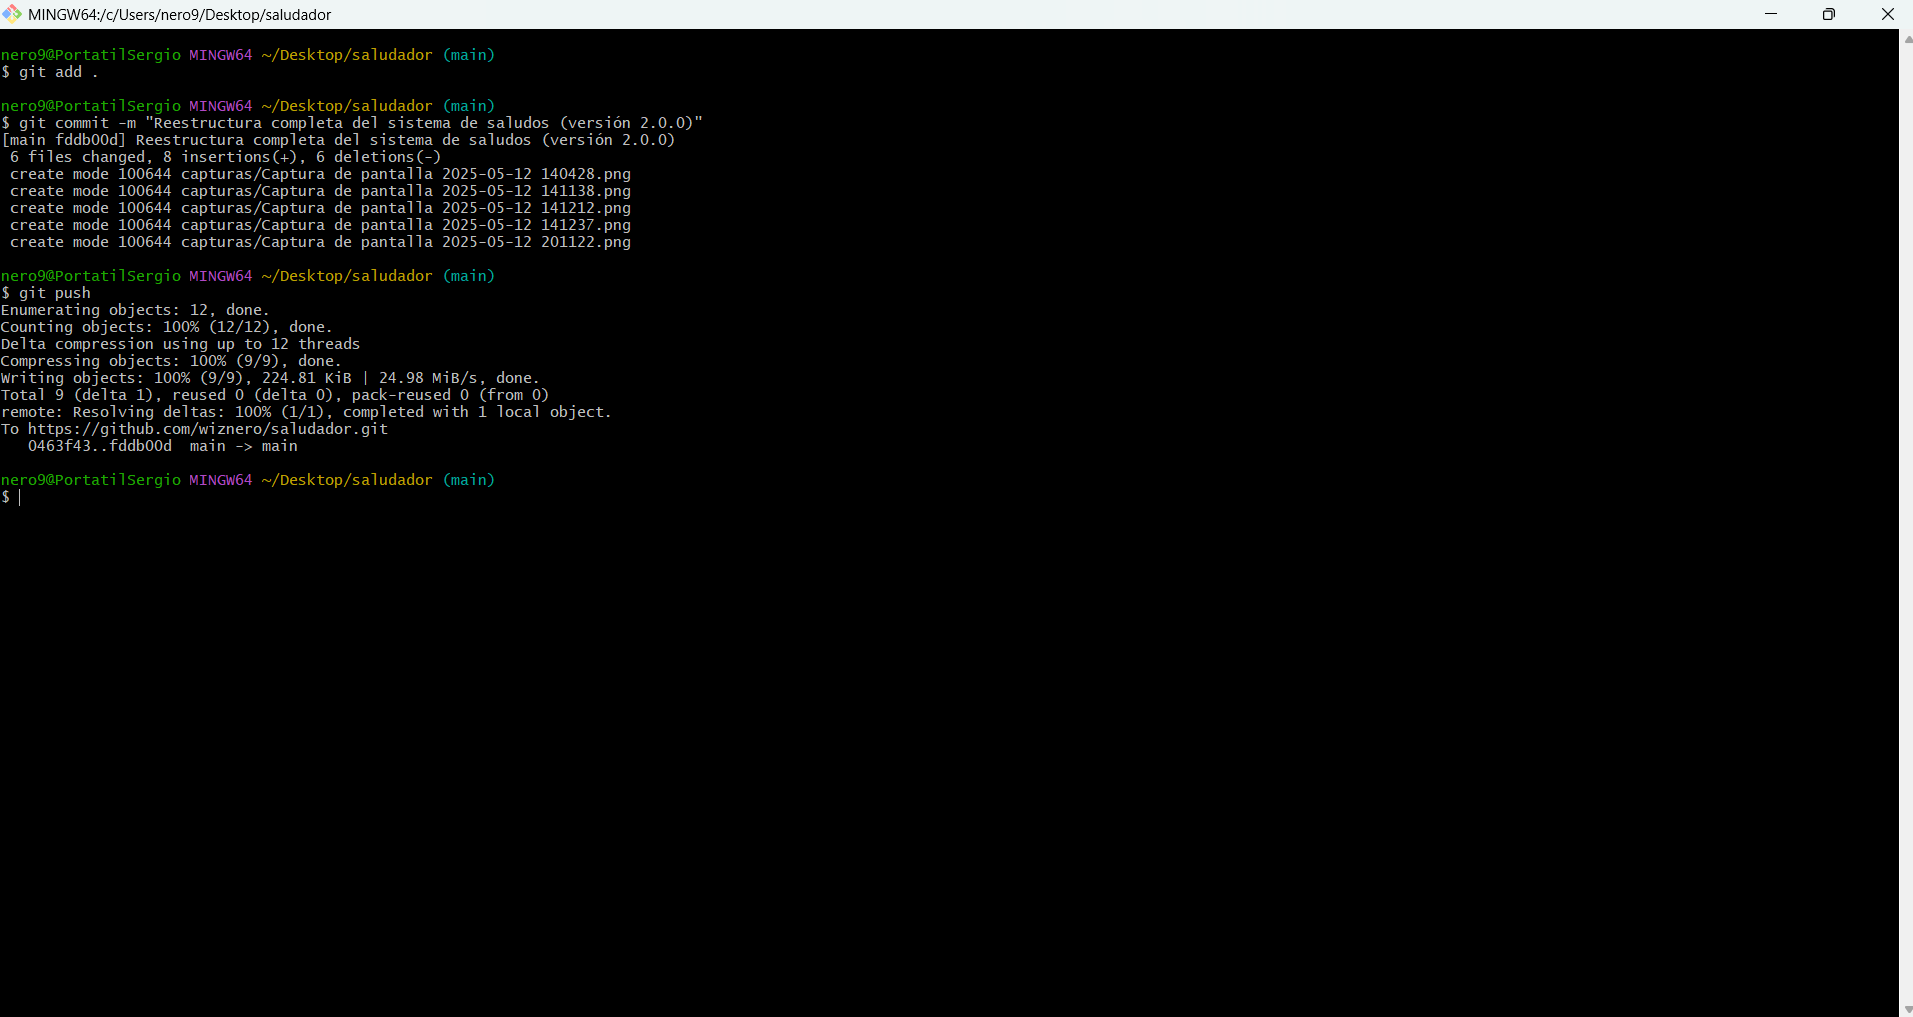 MINGW64:/c/Users/nero9/Desktop/saludador
nero9@PortatilSergio MINGW64 ~/Desktop/saludador (main)
$ git add .
nero9@PortatilSergio MINGW64 ~/Desktop/saludador (main)
$ git commit -m "Reestructura completa del sistema de saludos (versión 2.0.0)"
[main fddb00d] Reestructura completa del sistema de saludos (versión 2.0.0)
6 files changed, 8 insertions(+), 6 deletions(-)
create mode 100644 capturas/Captura de pantalla 2025-05-12 140428.png
create mode 100644 capturas/Captura de pantalla 2025-05-12 141138.png
create mode 100644 capturas/Captura de pantalla 2025-05-12 141212.png
create mode 100644 capturas/Captura de pantalla 2025-05-12 141237.png
create mode 100644 capturas/Captura de pantalla 2025-05-12 201122.png
nero9@PortatilSergio MINGW64 ~/Desktop/saludador (main)
$ git push
Enumerating objects: 12, done.
Counting objects: 100% (12/12), done.
Delta compression using up to 12 threads
Compressing objects: 100% (9/9), done.
Writing objects: 100% (9/9), 224.81 KiB | 24.98 MiB/s, done.
Total 9 (delta 1), reused 0 (delta 0), pack-reused 0 (from 0)
remote: Resolving deltas: 100% (1/1), completed with 1 local object.
To https://github.com/wiznero/saludador.git
0463f43..fddb00d  main -> main
nero9@PortatilSergio MINGW64 ~/Desktop/saludador (main)
$